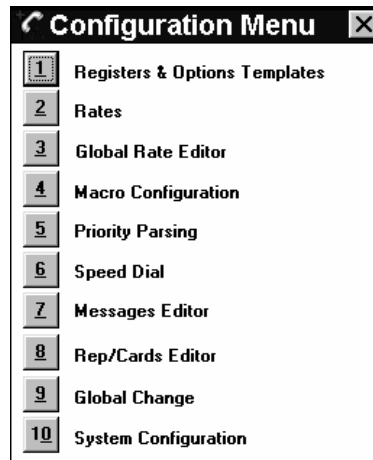 Configuration Menu
1 Registers & Options Templates
2 Rates
3 Global Rate Editor
4 Macro Configuration
5 Priority Parsing
6 Speed Dial
7 Messages Editor
8 Rep/Cards Editor
9 Global Change
10 System Configuration